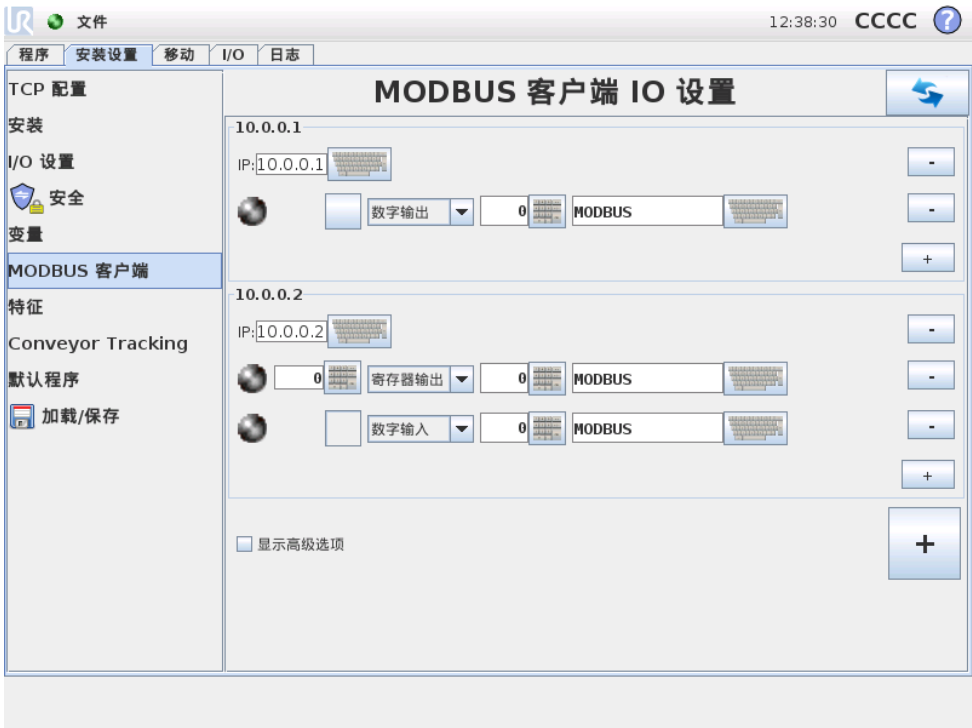 UR 文件 12:38:30 CCCC ?
程序 安装设置 移动 I/O 日志
TCP 配置
安装
I/O 设置
安全
变量
MODBUS 客户端
特征
Conveyor Tracking
默认程序
加载/保存
MODBUS 客户端 IO 设置
10.0.0.1
IP: 10.0.0.1 -
数字输出 0 MODBUS -
+
10.0.0.2
IP: 10.0.0.2 -
0 寄存器输出 0 MODBUS -
数字输入 0 MODBUS -
+
显示高级选项 +